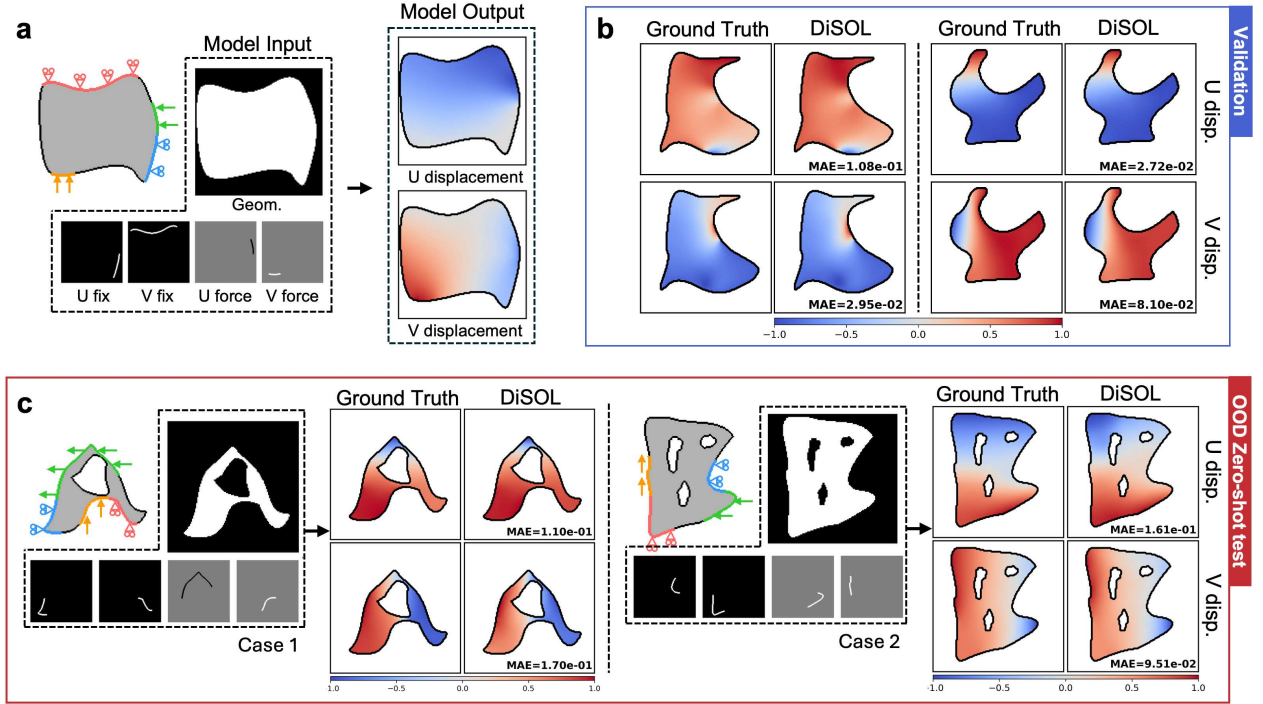 a
Model Input
Geom.
U fix
V fix
U force
V force
Model Output
U displacement
V displacement
b
Validation
Ground Truth
DiSOL
Ground Truth
DiSOL
U disp.
MAE=1.08e-01
MAE=2.72e-02
V disp.
MAE=2.95e-02
MAE=8.10e-02
−1.0
−0.5
0.0
0.5
1.0
c
OOD Zero-shot test
Ground Truth
DiSOL
MAE=1.10e-01
MAE=1.70e-01
Case 1
1.0
−0.5
0.0
0.5
1.0
Ground Truth
DiSOL
U disp.
MAE=1.61e-01
V disp.
MAE=9.51e-02
Case 2
−1.0
−0.5
0.0
0.5
1.0